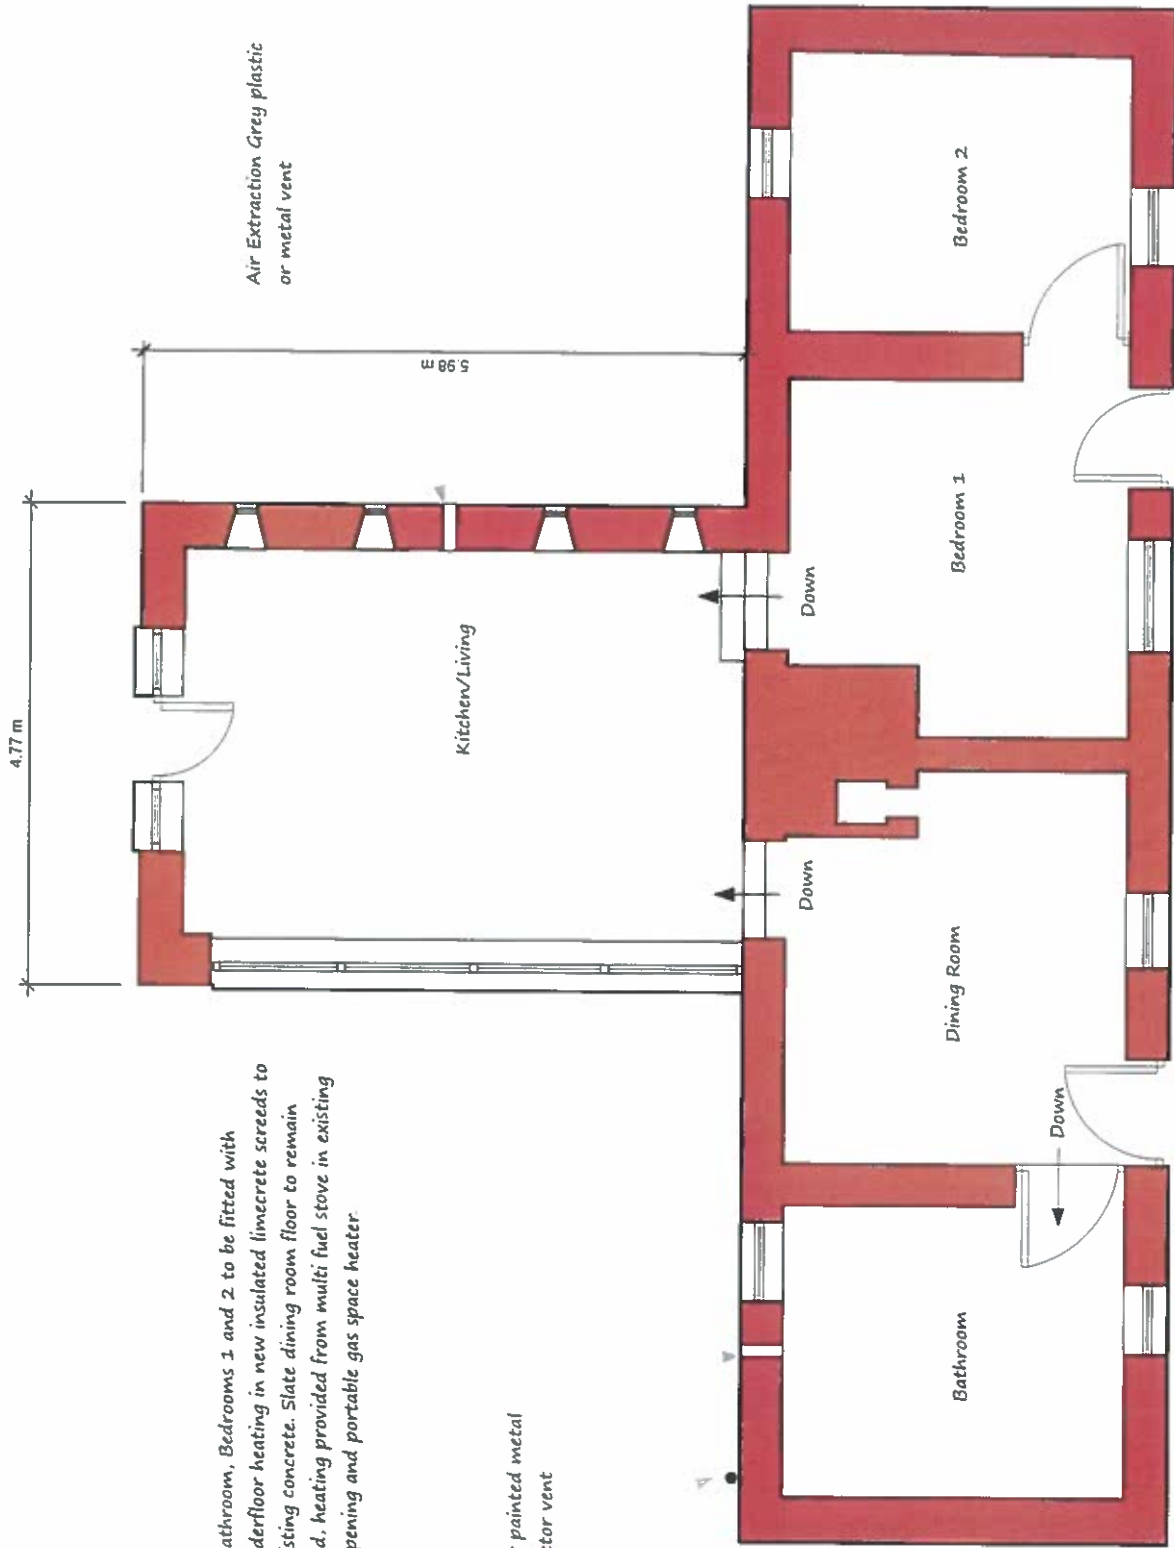 4.77 m
Air Extraction Grey plastic
or metal vent
5.98 m
Kitchen/Living
Down
Down
Bedroom 2
Bedroom 1
Dining Room
Down
Bathroom
athroom, Bedrooms 1 and 2 to be fitted with
derfloor heating in new insulated limecrete screeds to
sting concrete. Slate dining room floor to remain
d, heating provided from multi fuel stove in existing
pening and portable gas space heater.
painted metal
tor vent